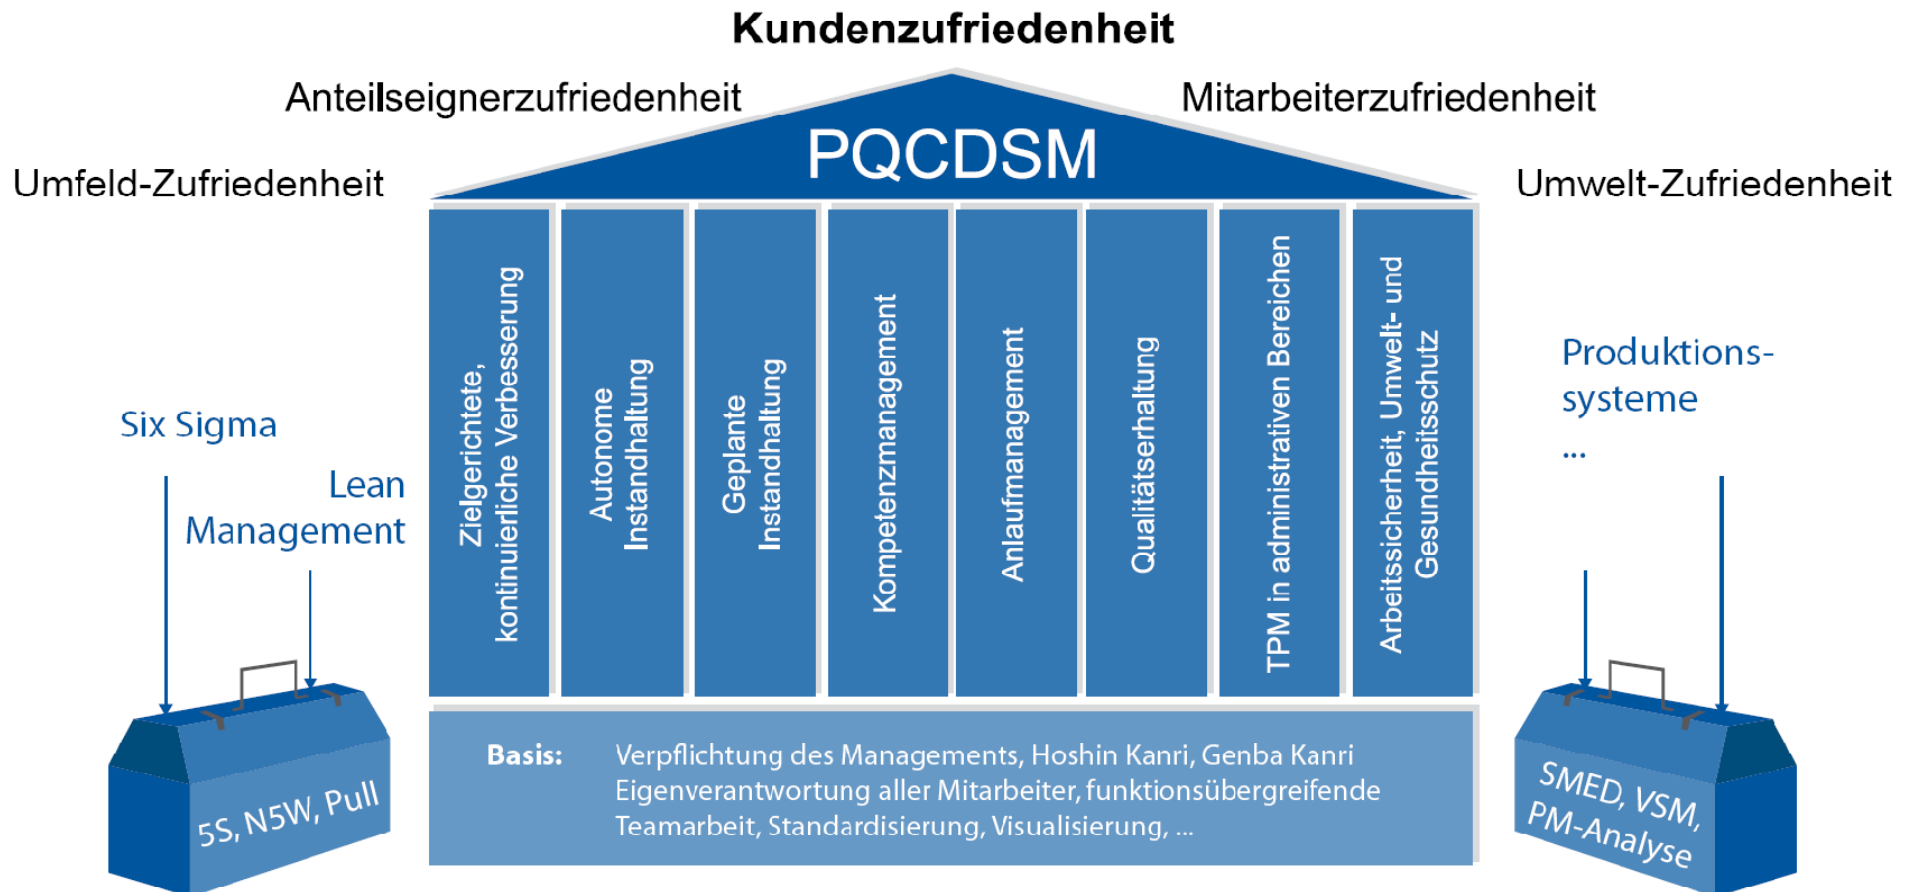 Kundenzufriedenheit
Anteilseignerzufriedenheit
Mitarbeiterzufriedenheit
PQCDSM
Umfeld-Zufriedenheit
Umwelt-Zufriedenheit
Zielgerichtete,
kontinuierliche Verbesserung
Autonome
Instandhaltung
Geplante
Instandhaltung
Kompetenzmanagement
Anlaufmanagement
Qualitätserhaltung
TPM in administrativen Bereichen
Arbeitssicherheit, Umwelt- und
Gesundheitsschutz
Six Sigma
Lean
Management
Produktions-
systeme
...
5S, N5W, Pull
Basis: Verpflichtung des Managements, Hoshin Kanri, Genba Kanri
Eigenverantwortung aller Mitarbeiter, funktionsübergreifende
Teamarbeit, Standardisierung, Visualisierung, ...
SMED, VSM,
PM-Analyse